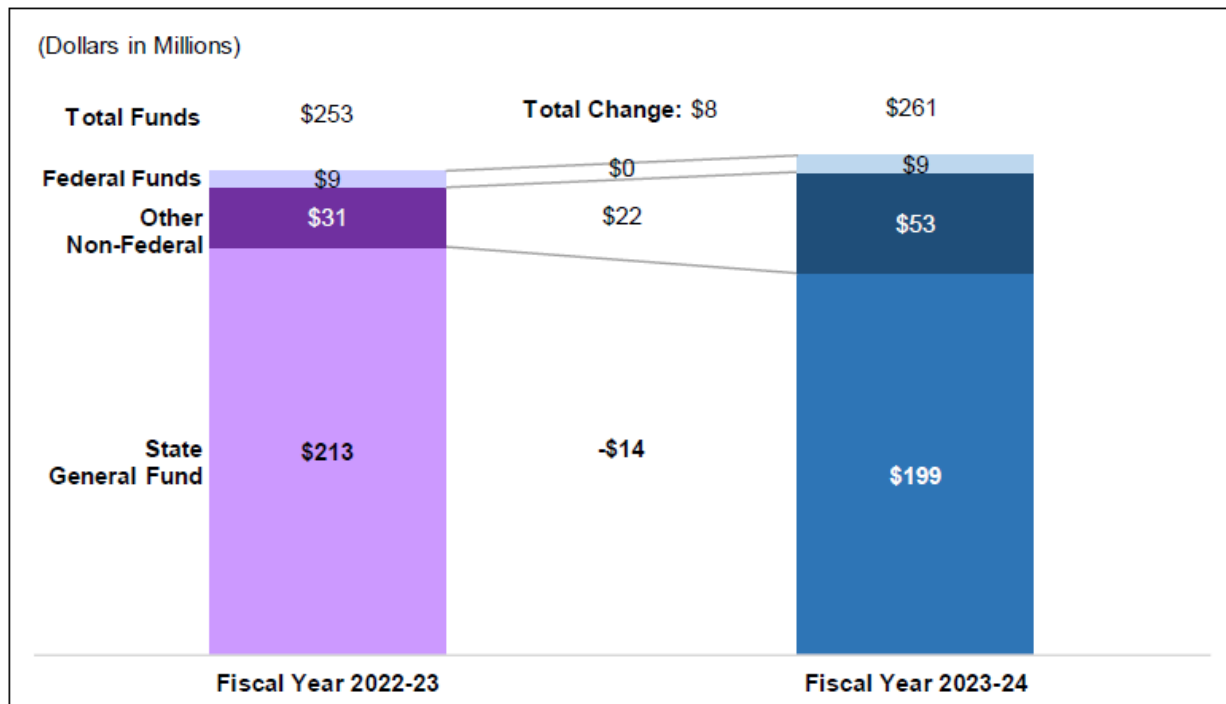 (Dollars in Millions)
Total Funds $253 Total Change: $8 $261
Federal Funds $9 $0 $9
Other
Non-Federal $31 $22 $53
State
General Fund $213 -$14 $199
Fiscal Year 2022-23 Fiscal Year 2023-24